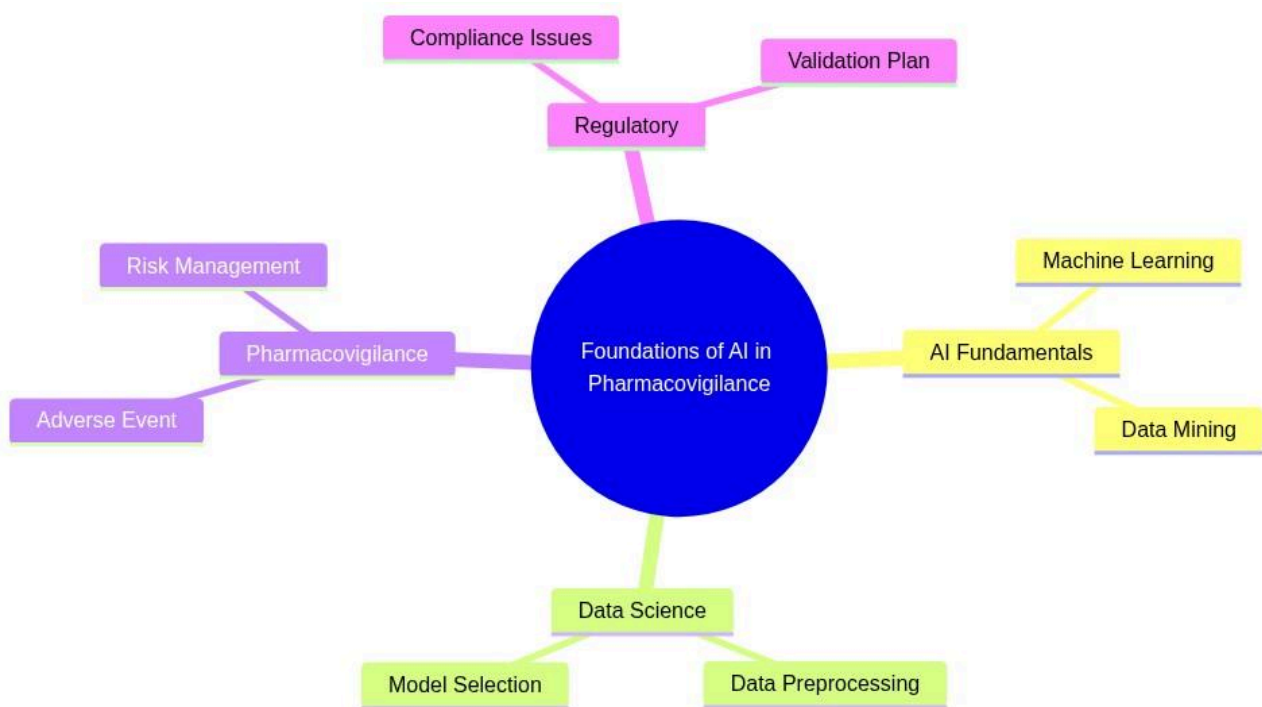 Compliance Issues
Validation Plan
Regulatory
Risk Management
Machine Learning
Pharmacovigilance
Foundations of AI in
Pharmacovigilance
AI Fundamentals
Adverse Event
Data Mining
Data Science
Model Selection
Data Preprocessing